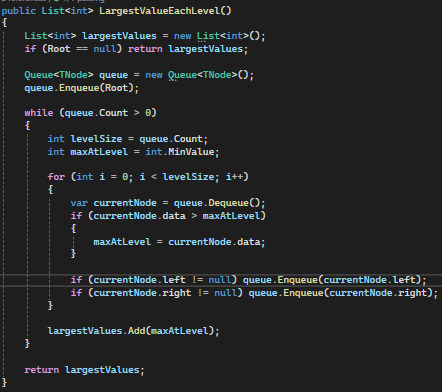 public List<int> LargestValueEachLevel()
{
    List<int> largestValues = new List<int>();
    if (Root == null) return largestValues;

    Queue<TNode> queue = new Queue<TNode>();
    queue.Enqueue(Root);

    while (queue.Count > 0)
    {
        int levelSize = queue.Count;
        int maxAtLevel = int.MinValue;

        for (int i = 0; i < levelSize; i++)
        {
            var currentNode = queue.Dequeue();
            if (currentNode.data > maxAtLevel)
            {
                maxAtLevel = currentNode.data;
            }

            if (currentNode.left != null) queue.Enqueue(currentNode.left);
            if (currentNode.right != null) queue.Enqueue(currentNode.right);
        }

        largestValues.Add(maxAtLevel);
    }

    return largestValues;
}